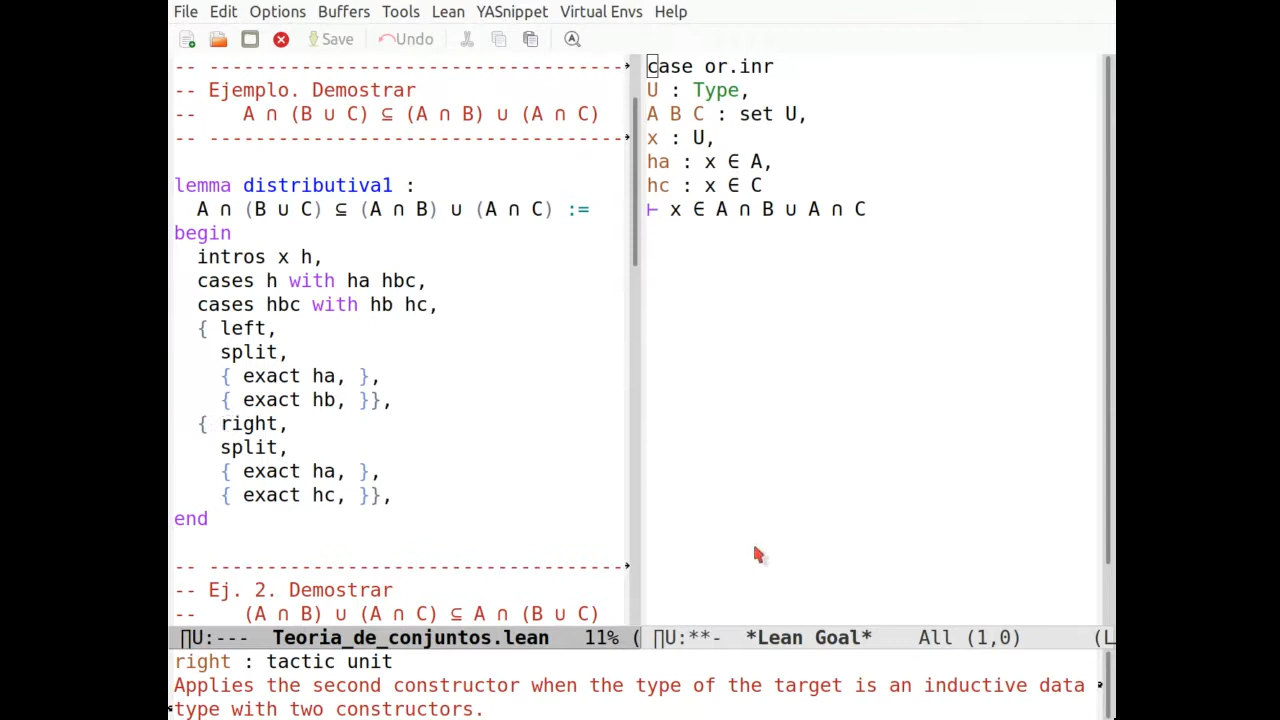 File Edit Options Buffers Tools Lean YASnippet Virtual Envs Help
Save Undo
-- ------------------------------------
-- Ejemplo. Demostrar
--    A ∩ (B ∪ C) ⊆ (A ∩ B) ∪ (A ∩ C)
-- ------------------------------------
lemma distributiva1 :
  A ∩ (B ∪ C) ⊆ (A ∩ B) ∪ (A ∩ C) :=
begin
  intros x h,
  cases h with ha hbc,
  cases hbc with hb hc,
  { left,
    split,
    { exact ha, },
    { exact hb, }},
  { right,
    split,
    { exact ha, },
    { exact hc, }},
end
-- ------------------------------------
-- Ej. 2. Demostrar
--    (A ∩ B) ∪ (A ∩ C) ⊆ A ∩ (B ∪ C)
∏U:--- Teoria_de_conjuntos.lean 11% (
case or.inr
U : Type,
A B C : set U,
x : U,
ha : x ∈ A,
hc : x ∈ C
⊢ x ∈ A ∩ B ∪ A ∩ C
∏U:**- *Lean Goal* All (1,0) (L
right : tactic unit
Applies the second constructor when the type of the target is an inductive data
type with two constructors.